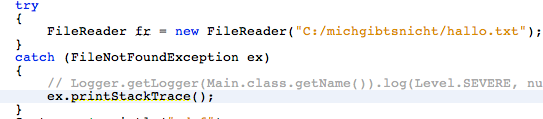 try
{
FileReader fr = new FileReader("C:/michgibtsnicht/hallo.txt");
}
catch (FileNotFoundException ex)
{
// Logger.getLogger(Main.class.getName()).log(Level.SEVERE, nu
ex.printStackTrace();
}